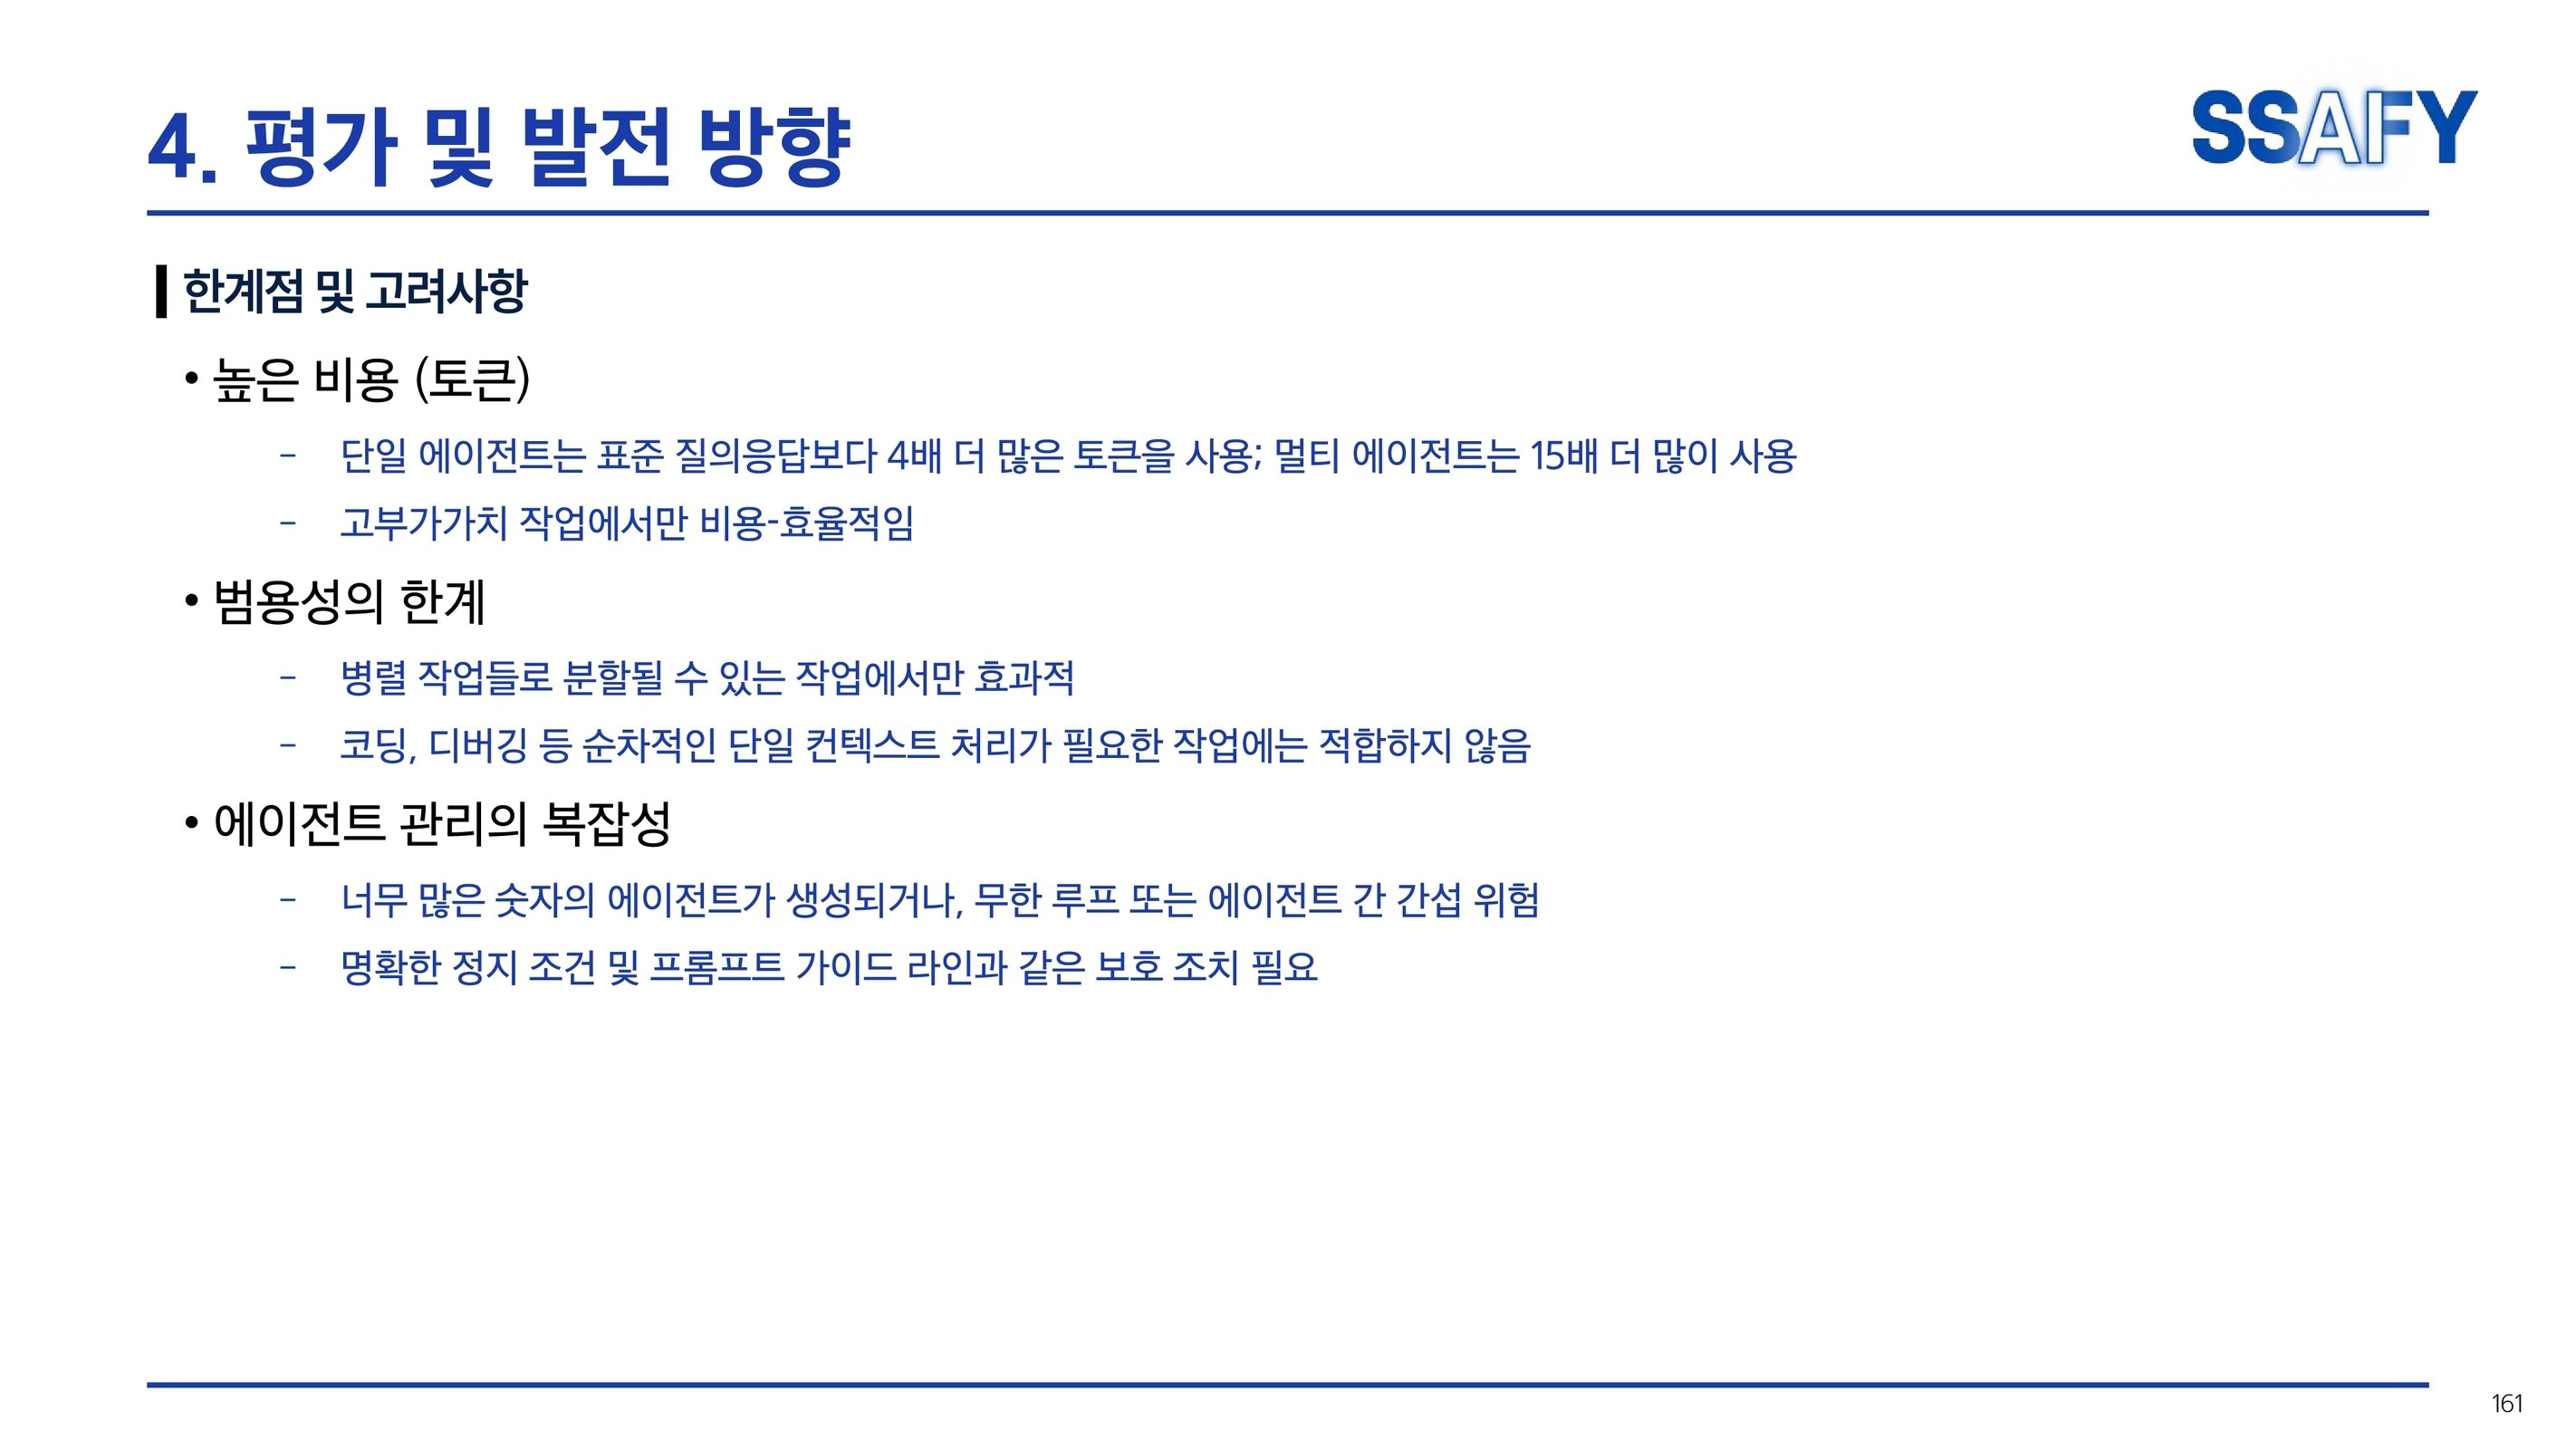 4. 평가 및 발전 방향
SSAFY
한계점 및 고려사항
• 높은 비용 (토큰)
– 단일 에이전트는 표준 질의응답보다 4배 더 많은 토큰을 사용; 멀티 에이전트는 15배 더 많이 사용
– 고부가가치 작업에서만 비용-효율적임
• 범용성의 한계
– 병렬 작업들로 분할될 수 있는 작업에서만 효과적
– 코딩, 디버깅 등 순차적인 단일 컨텍스트 처리가 필요한 작업에는 적합하지 않음
• 에이전트 관리의 복잡성
– 너무 많은 숫자의 에이전트가 생성되거나, 무한 루프 또는 에이전트 간 간섭 위험
– 명확한 정지 조건 및 프롬프트 가이드 라인과 같은 보호 조치 필요
161